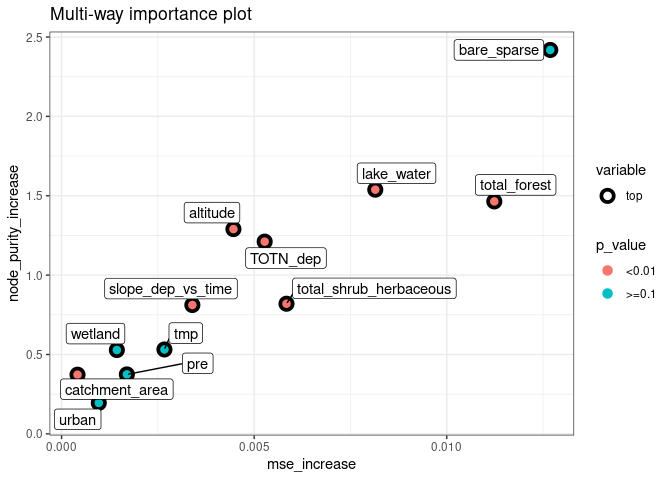 Multi-way importance plot
2.5
2.0
1.5
1.0
0.5
0.0
node_purity_increase
bare_sparse
lake_water
total_forest
altitude
TOTN_dep
slope_dep_vs_time
total_shrub_herbaceous
wetland
tmp
pre
catchment_area
urban
0.000
0.005
0.010
mse_increase
variable
top
p_value
<0.01
>=0.1